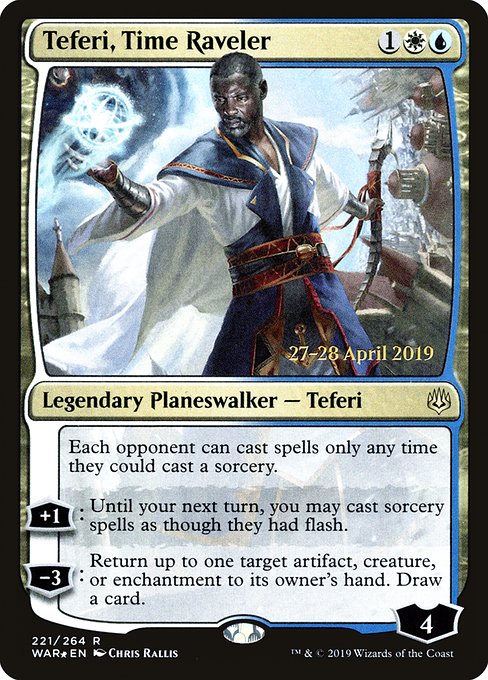 Teferi, Time Raveler 1
27–28 April 2019
Legendary Planeswalker — Teferi
Each opponent can cast spells only any time
they could cast a sorcery.
+1: Until your next turn, you may cast sorcery
spells as though they had flash.
−3: Return up to one target artifact, creature,
or enchantment to its owner's hand. Draw
a card.
4
221/264 R
WAR★EN Chris Rallis
™ & © 2019 Wizards of the Coast